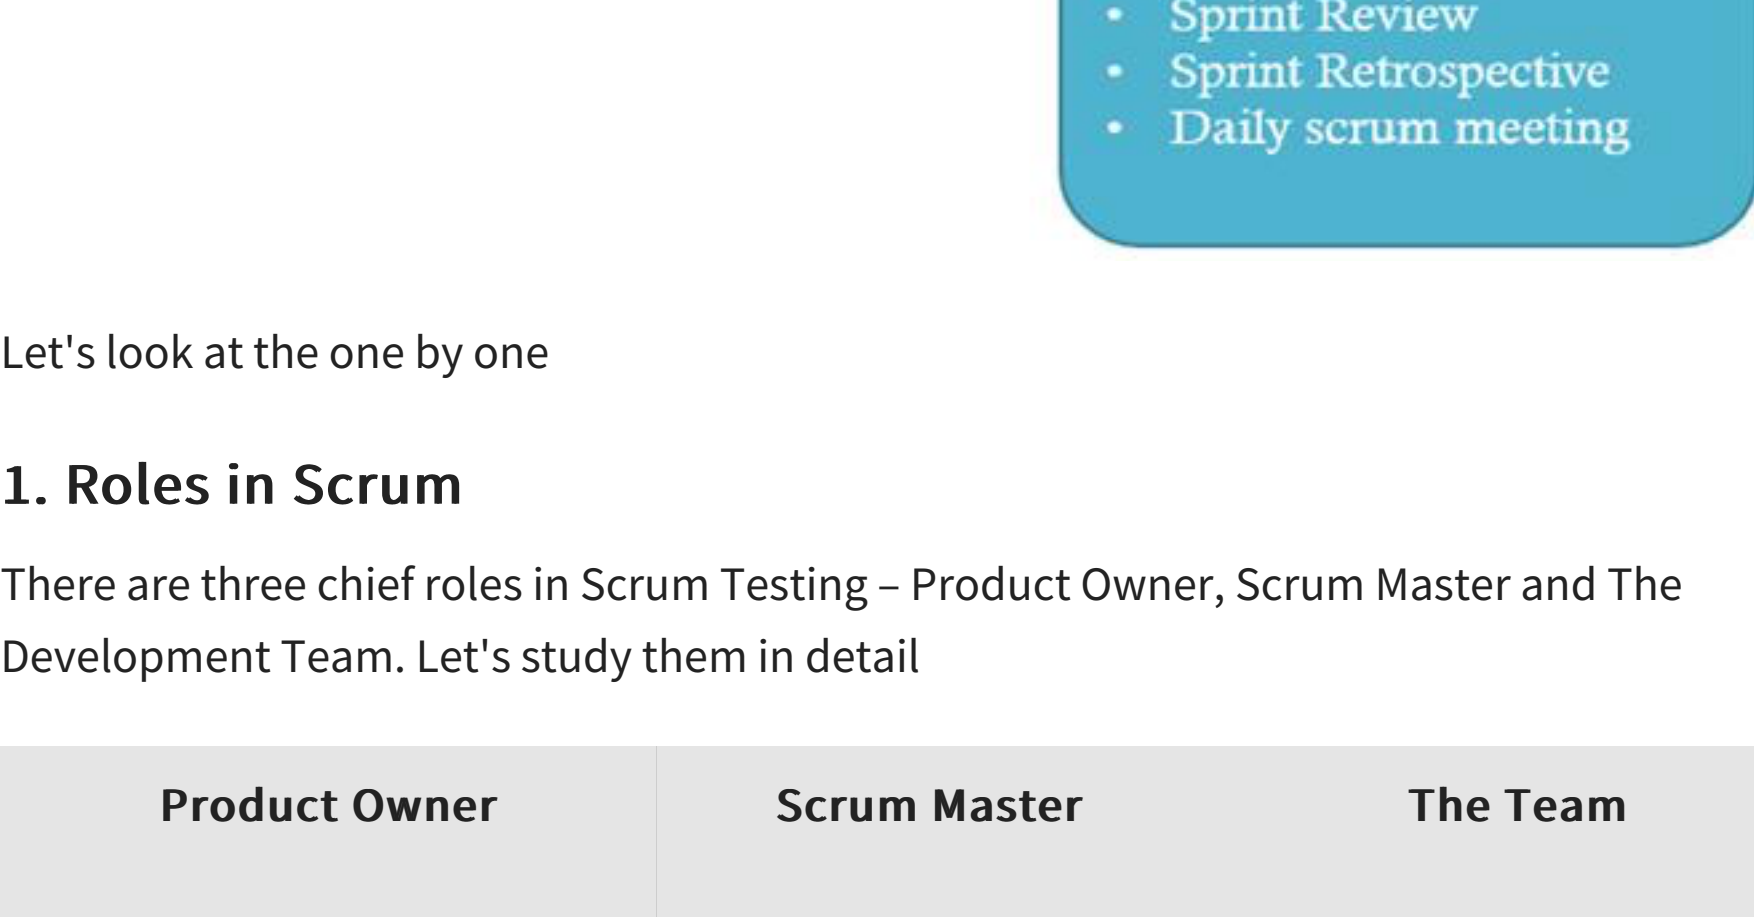 • Sprint Review
• Sprint Retrospective
• Daily scrum meeting
Let's look at the one by one
1. Roles in Scrum
There are three chief roles in Scrum Testing – Product Owner, Scrum Master and The
Development Team. Let's study them in detail
Product Owner Scrum Master The Team